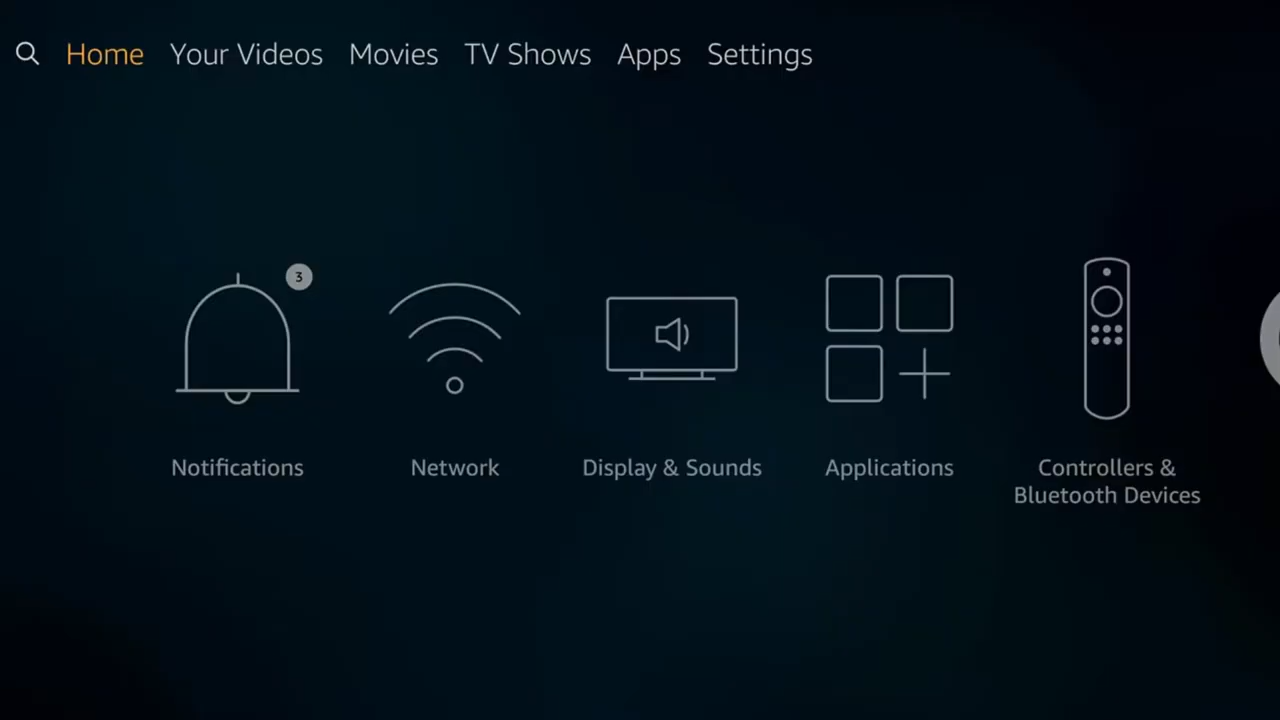 Home Your Videos Movies TV Shows Apps Settings
3
Notifications Network Display & Sounds Applications Controllers &
Bluetooth Devices